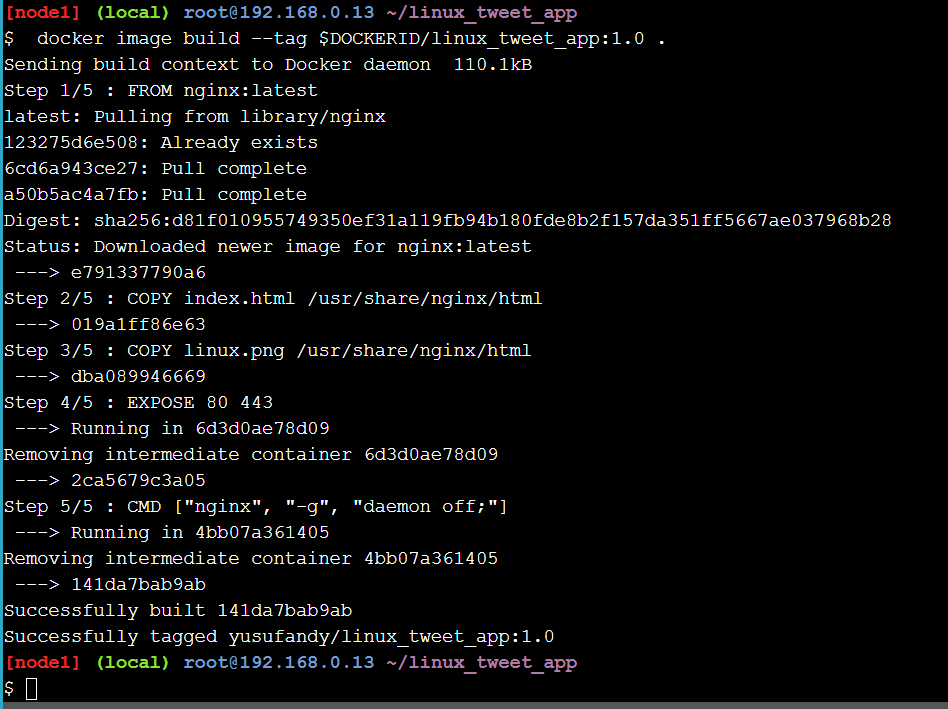 [node1] (local) root@192.168.0.13 ~/linux_tweet_app
$  docker image build --tag $DOCKERID/linux_tweet_app:1.0 .
Sending build context to Docker daemon  110.1kB
Step 1/5 : FROM nginx:latest
latest: Pulling from library/nginx
123275d6e508: Already exists
6cd6a943ce27: Pull complete
a50b5ac4a7fb: Pull complete
Digest: sha256:d81f010955749350ef31a119fb94b180fde8b2f157da351ff5667ae037968b28
Status: Downloaded newer image for nginx:latest
 ---> e791337790a6
Step 2/5 : COPY index.html /usr/share/nginx/html
 ---> 019a1ff86e63
Step 3/5 : COPY linux.png /usr/share/nginx/html
 ---> dba089946669
Step 4/5 : EXPOSE 80 443
 ---> Running in 6d3d0ae78d09
Removing intermediate container 6d3d0ae78d09
 ---> 2ca5679c3a05
Step 5/5 : CMD ["nginx", "-g", "daemon off;"]
 ---> Running in 4bb07a361405
Removing intermediate container 4bb07a361405
 ---> 141da7bab9ab
Successfully built 141da7bab9ab
Successfully tagged yusufandy/linux_tweet_app:1.0
[node1] (local) root@192.168.0.13 ~/linux_tweet_app
$